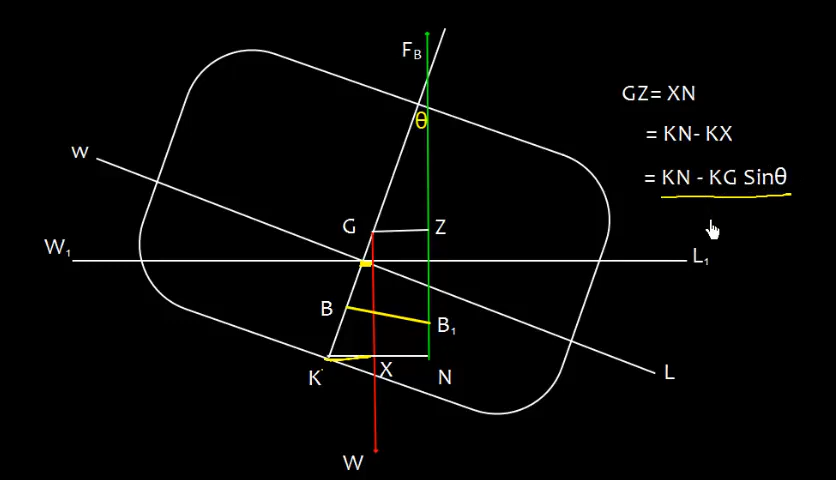 F_B
θ
GZ= XN
= KN- KX
= KN - KG Sinθ
w
G
Z
W₁
L₁
B
B₁
K
X
N
L
W